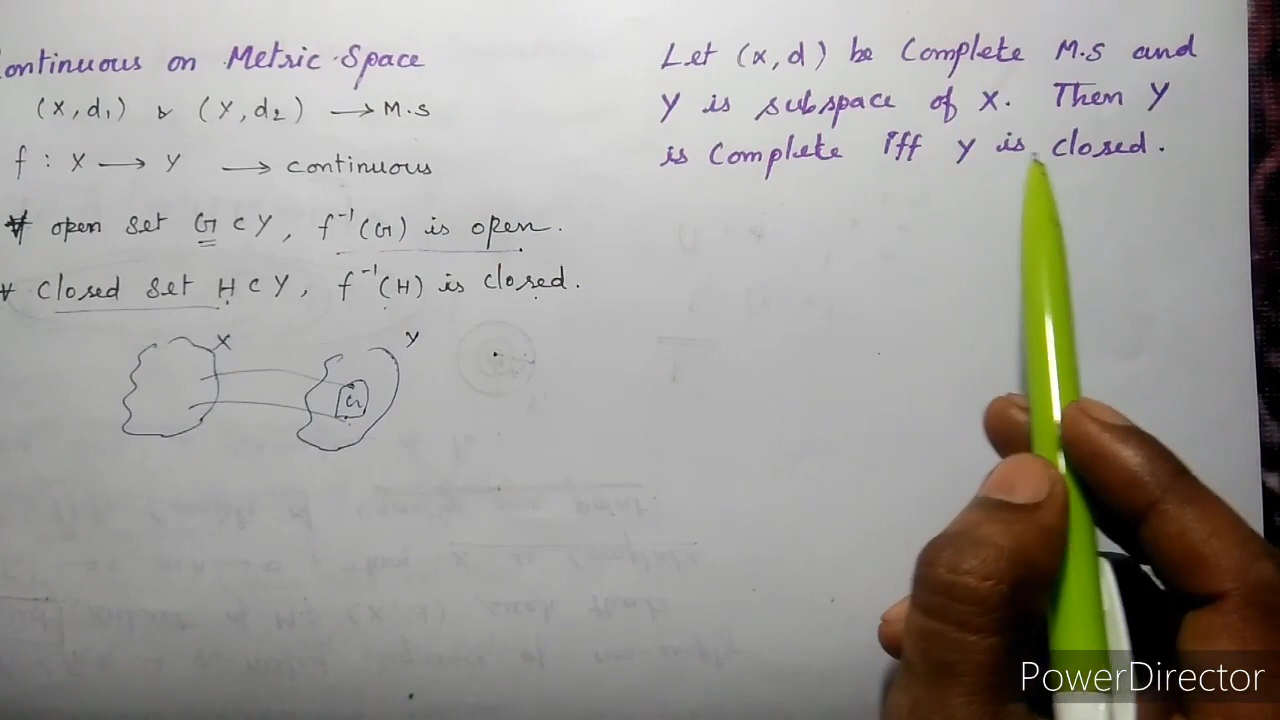 ontinuous on Metric Space
(X,d₁) & (Y,d₂) → M.s
f : X → Y → continuous
∀ open set G ⊂ Y, f⁻¹(G) is open.
∀ closed set H ⊂ Y, f⁻¹(H) is closed.
X Y
G
Let (x,d) be Complete M.s and
Y is subspace of X. Then Y
is Complete iff Y is closed.
PowerDirector